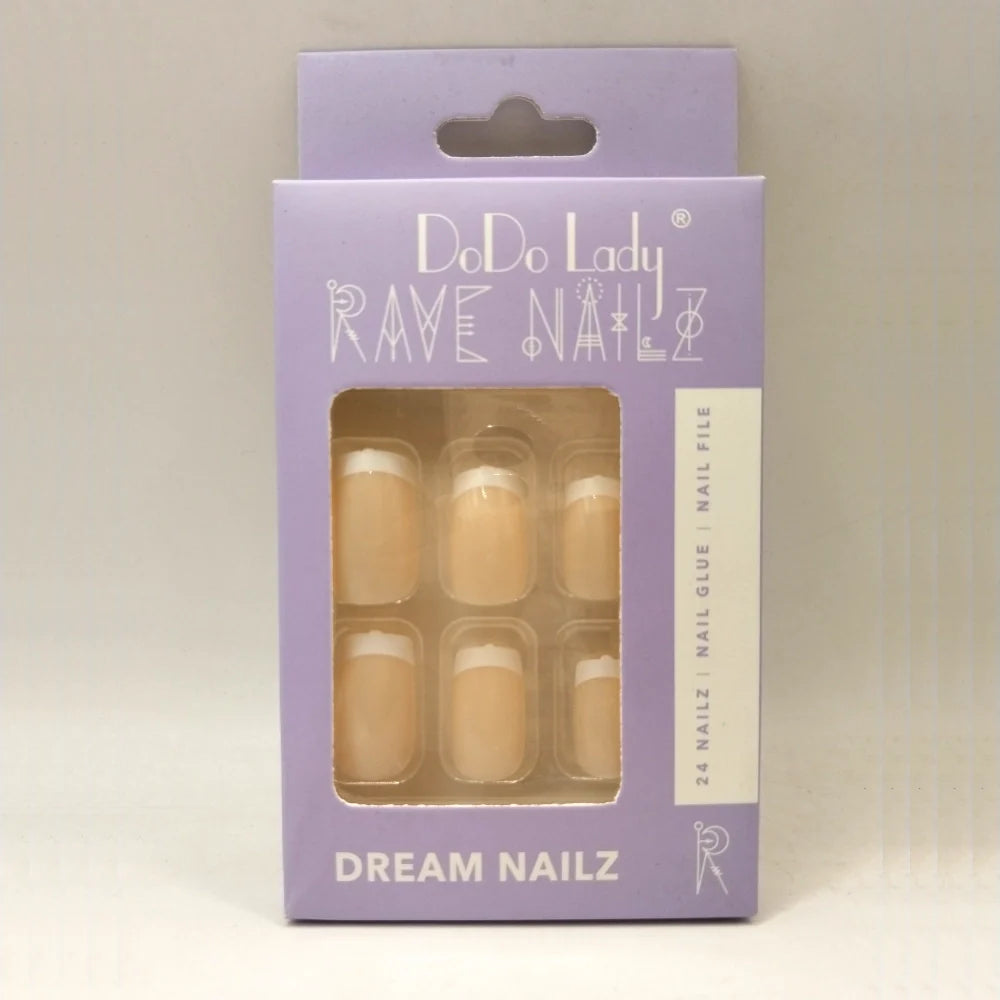 DoDo Lady®
RAVE NAILZ
24 NAILZ | NAIL GLUE | NAIL FILE
DREAM NAILZ
R